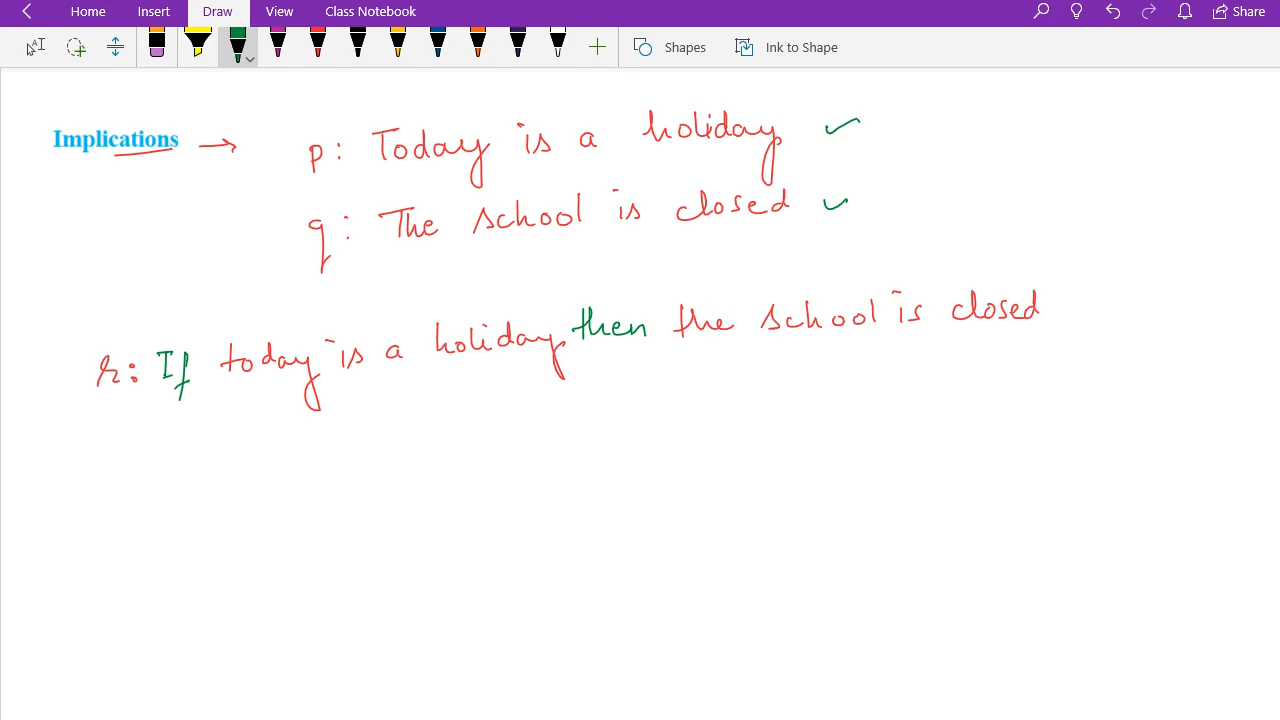 Home Insert Draw View Class Notebook Share
Shapes Ink to Shape
Implications → p: Today is a holiday ✓
q: The school is closed ✓
r: If today is a holiday then the school is closed